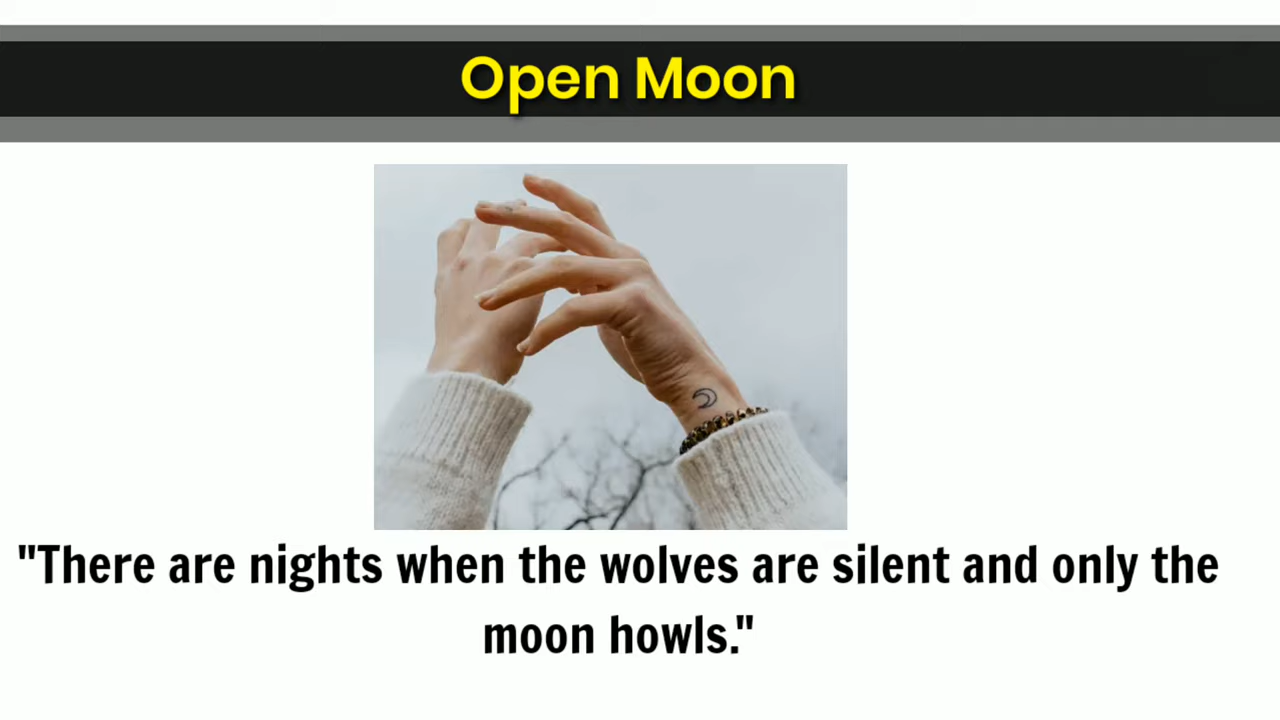 Open Moon
"There are nights when the wolves are silent and only the
moon howls."